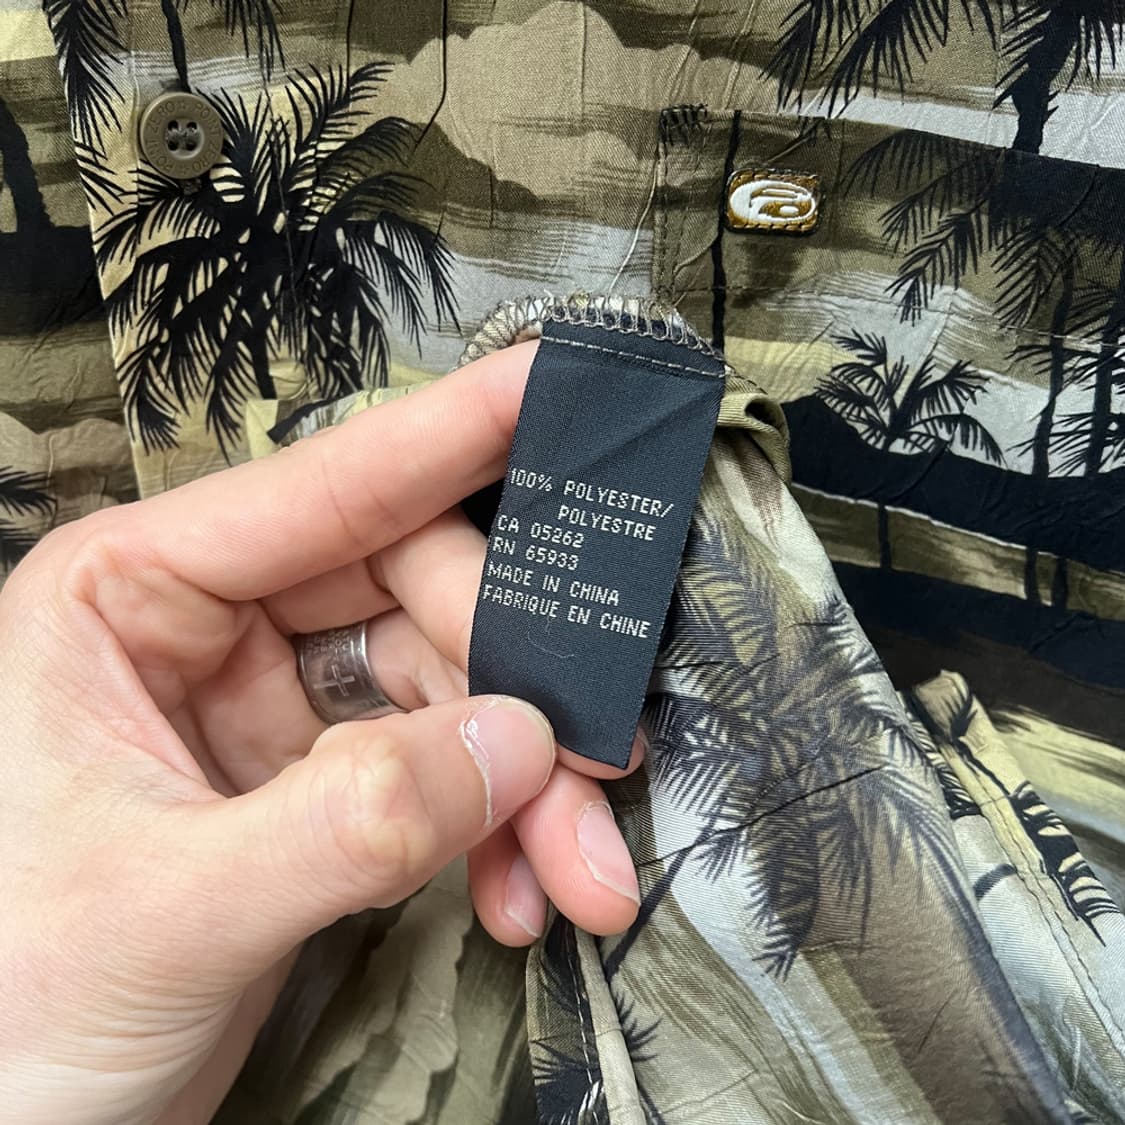 100% POLYESTER/
POLYESTRE
CA 05262
RN 65933
MADE IN CHINA
FABRIQUE EN CHINE